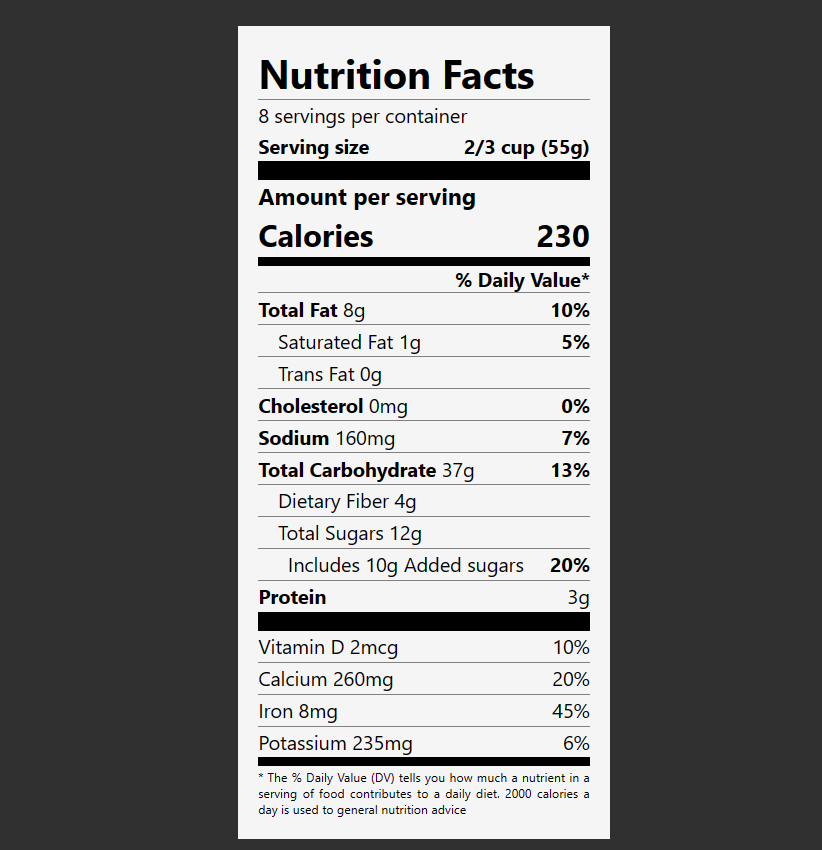 Nutrition Facts
8 servings per container
Serving size 2/3 cup (55g)
Amount per serving
Calories 230
% Daily Value*
Total Fat 8g 10%
Saturated Fat 1g 5%
Trans Fat 0g
Cholesterol 0mg 0%
Sodium 160mg 7%
Total Carbohydrate 37g 13%
Dietary Fiber 4g
Total Sugars 12g
Includes 10g Added sugars 20%
Protein 3g
Vitamin D 2mcg 10%
Calcium 260mg 20%
Iron 8mg 45%
Potassium 235mg 6%
* The % Daily Value (DV) tells you how much a nutrient in a
serving of food contributes to a daily diet. 2000 calories a
day is used to general nutrition advice